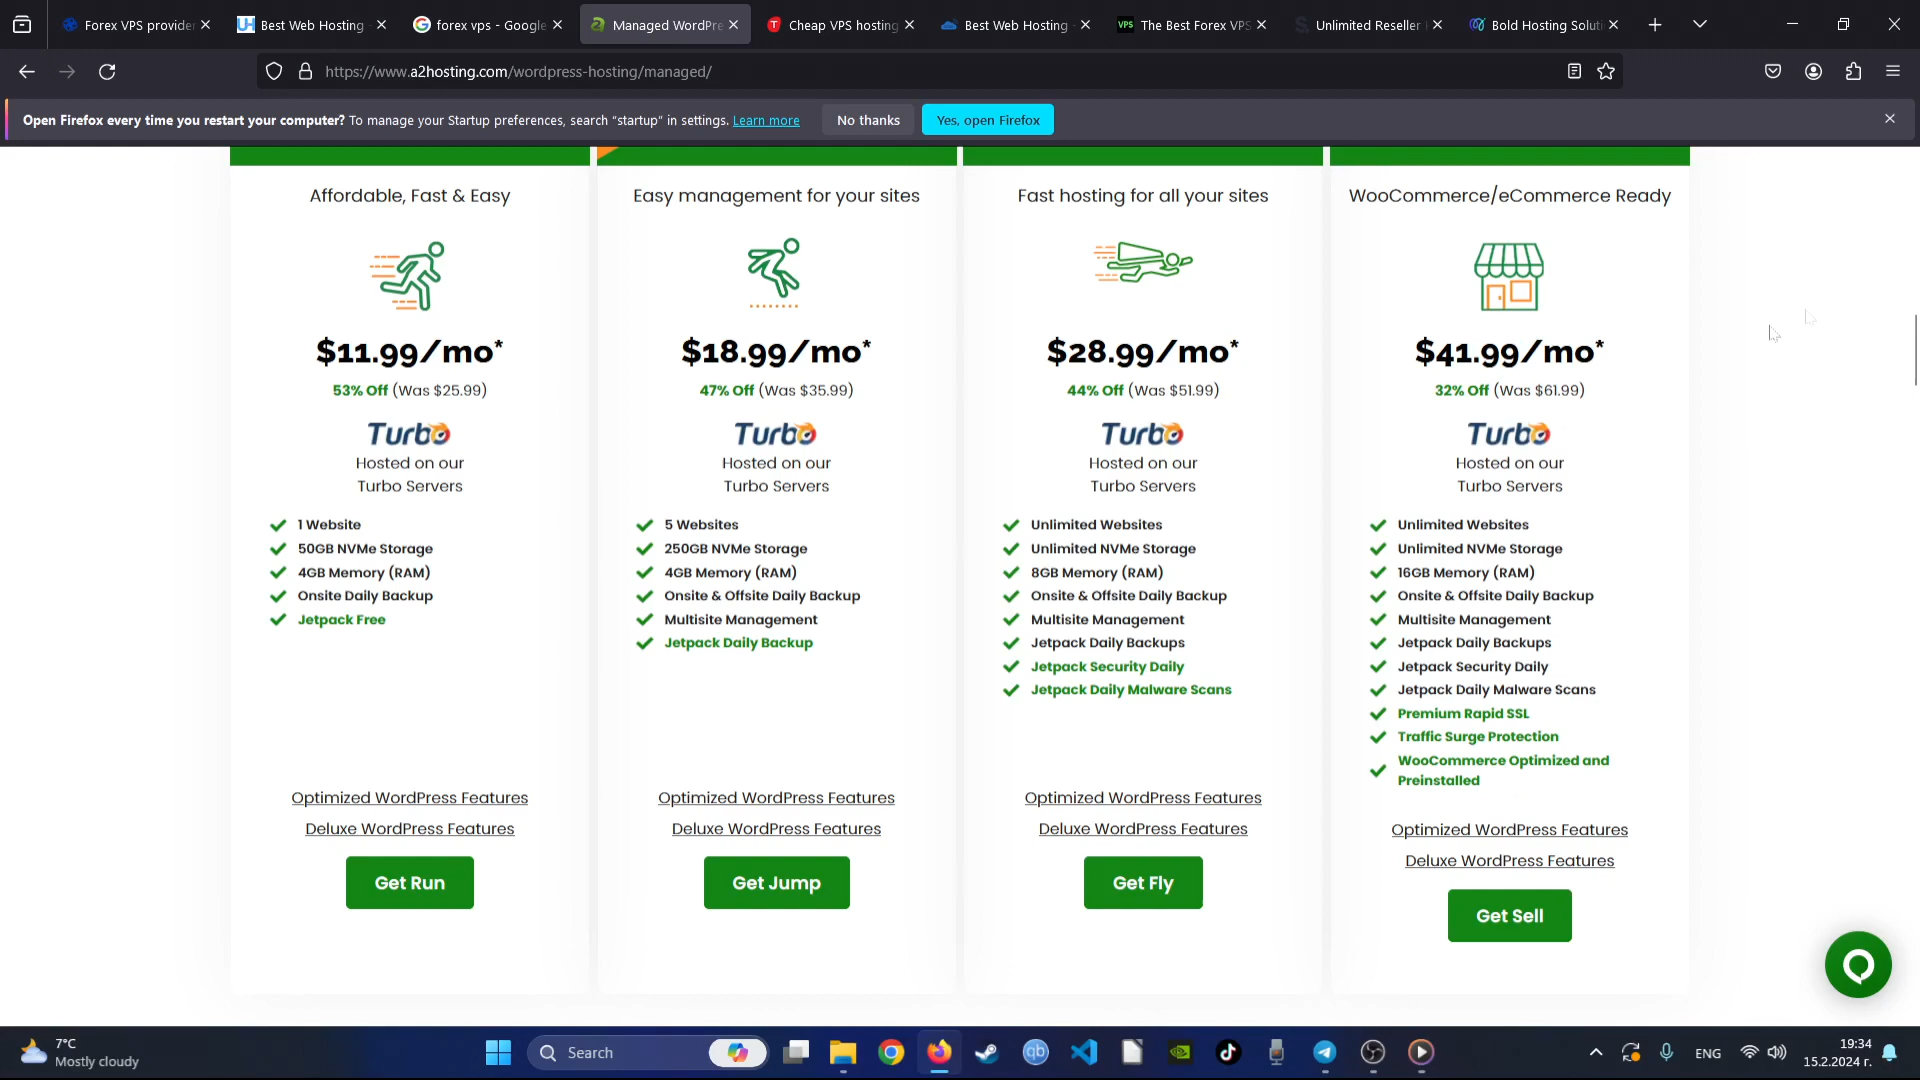 Forex VPS provider
Best Web Hosting -
forex vps - Google
Managed WordPre
Cheap VPS hosting
Best Web Hosting -
The Best Forex VPS
Unlimited Reseller
Bold Hosting Soluti
https://www.a2hosting.com/wordpress-hosting/managed/
Open Firefox every time you restart your computer? To manage your Startup preferences, search “startup” in settings. Learn more
No thanks
Yes, open Firefox
Affordable, Fast & Easy
$11.99/mo*
53% Off (Was $25.99)
Turbo
Hosted on our
Turbo Servers
1 Website
50GB NVMe Storage
4GB Memory (RAM)
Onsite Daily Backup
Jetpack Free
Optimized WordPress Features
Deluxe WordPress Features
Get Run
Easy management for your sites
$18.99/mo*
47% Off (Was $35.99)
Turbo
Hosted on our
Turbo Servers
5 Websites
250GB NVMe Storage
4GB Memory (RAM)
Onsite & Offsite Daily Backup
Multisite Management
Jetpack Daily Backup
Optimized WordPress Features
Deluxe WordPress Features
Get Jump
Fast hosting for all your sites
$28.99/mo*
44% Off (Was $51.99)
Turbo
Hosted on our
Turbo Servers
Unlimited Websites
Unlimited NVMe Storage
8GB Memory (RAM)
Onsite & Offsite Daily Backup
Multisite Management
Jetpack Daily Backups
Jetpack Security Daily
Jetpack Daily Malware Scans
Optimized WordPress Features
Deluxe WordPress Features
Get Fly
WooCommerce/eCommerce Ready
$41.99/mo*
32% Off (Was $61.99)
Turbo
Hosted on our
Turbo Servers
Unlimited Websites
Unlimited NVMe Storage
16GB Memory (RAM)
Onsite & Offsite Daily Backup
Multisite Management
Jetpack Daily Backups
Jetpack Security Daily
Jetpack Daily Malware Scans
Premium Rapid SSL
Traffic Surge Protection
WooCommerce Optimized and
Preinstalled
Optimized WordPress Features
Deluxe WordPress Features
Get Sell
7°C
Mostly cloudy
Search
ENG
19:34
15.2.2024 г.